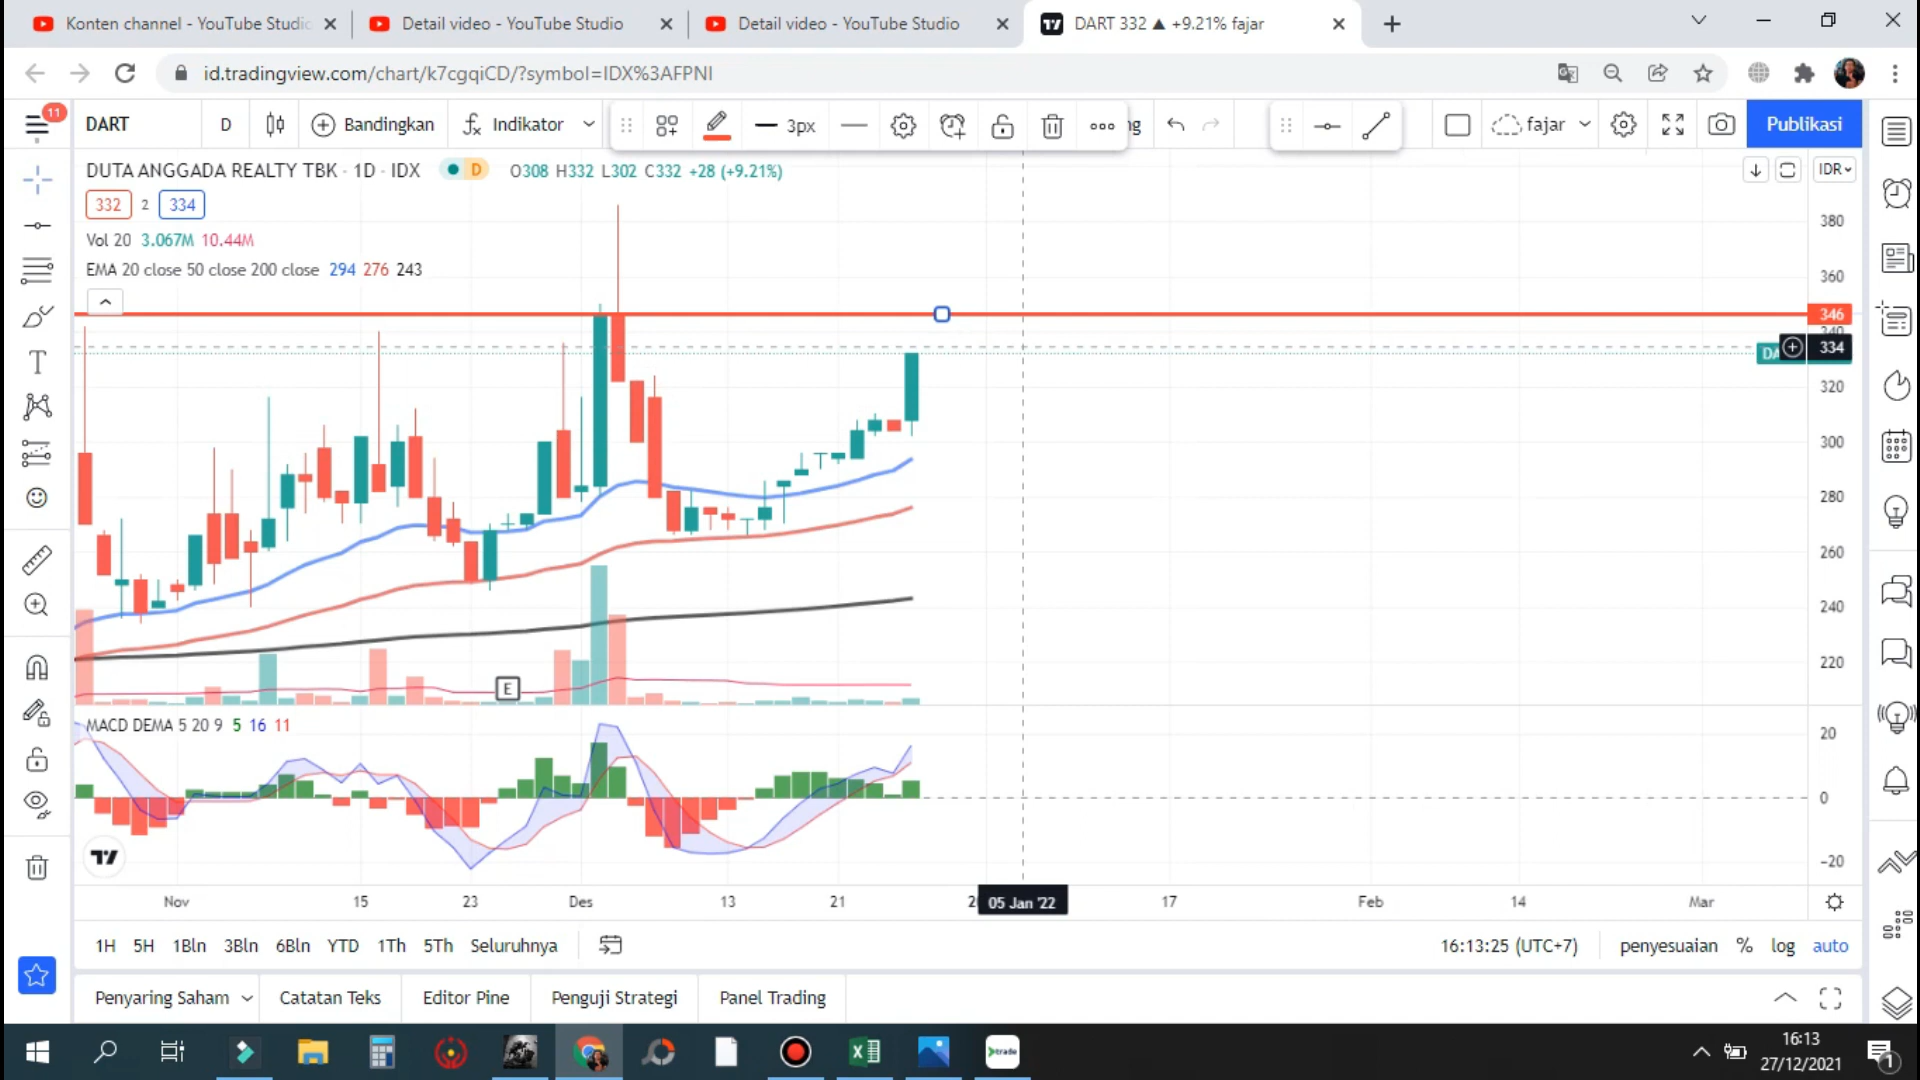 Konten channel - YouTube Studio
Detail video - YouTube Studio
Detail video - YouTube Studio
DART 332 ▲ +9.21% fajar
id.tradingview.com/chart/k7cgqiCD/?symbol=IDX%3AFPNI
11
DART
D
Bandingkan
Indikator
3px
ng
fajar
Publikasi
DUTA ANGGADA REALTY TBK · 1D · IDX
D
O308 H332 L302 C332 +28 (+9.21%)
IDR
332
2
334
Vol 20 3.067M 10.44M
EMA 20 close 50 close 200 close 294 276 243
380
360
346
340
DA
334
320
300
280
260
240
220
E
MACD DEMA 5 20 9 5 16 11
20
0
−20
Nov
15
23
Des
13
21
05 Jan '22
17
Feb
14
Mar
1H
5H
1Bln
3Bln
6Bln
YTD
1Th
5Th
Seluruhnya
16:13:25 (UTC+7)
penyesuaian
%
log
auto
Penyaring Saham
Catatan Teks
Editor Pine
Penguji Strategi
Panel Trading
trade
16:13
27/12/2021
1